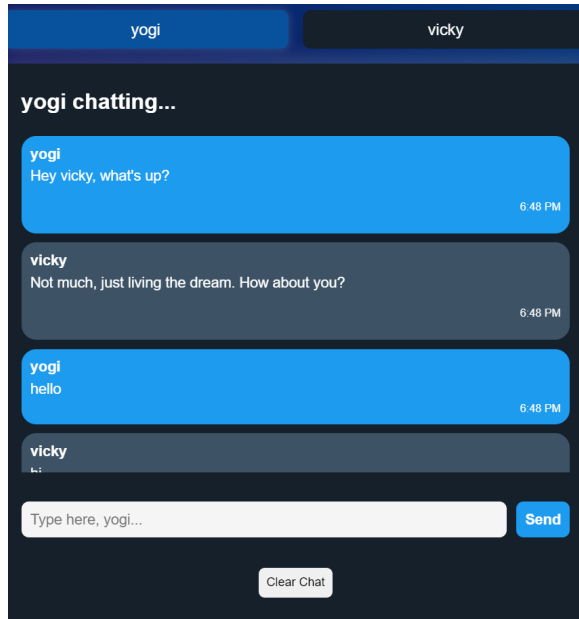 yogi
vicky
yogi chatting...
yogi
Hey vicky, what's up?
6:48 PM
vicky
Not much, just living the dream. How about you?
6:48 PM
yogi
hello
6:48 PM
vicky
hi
Type here, yogi...
Send
Clear Chat